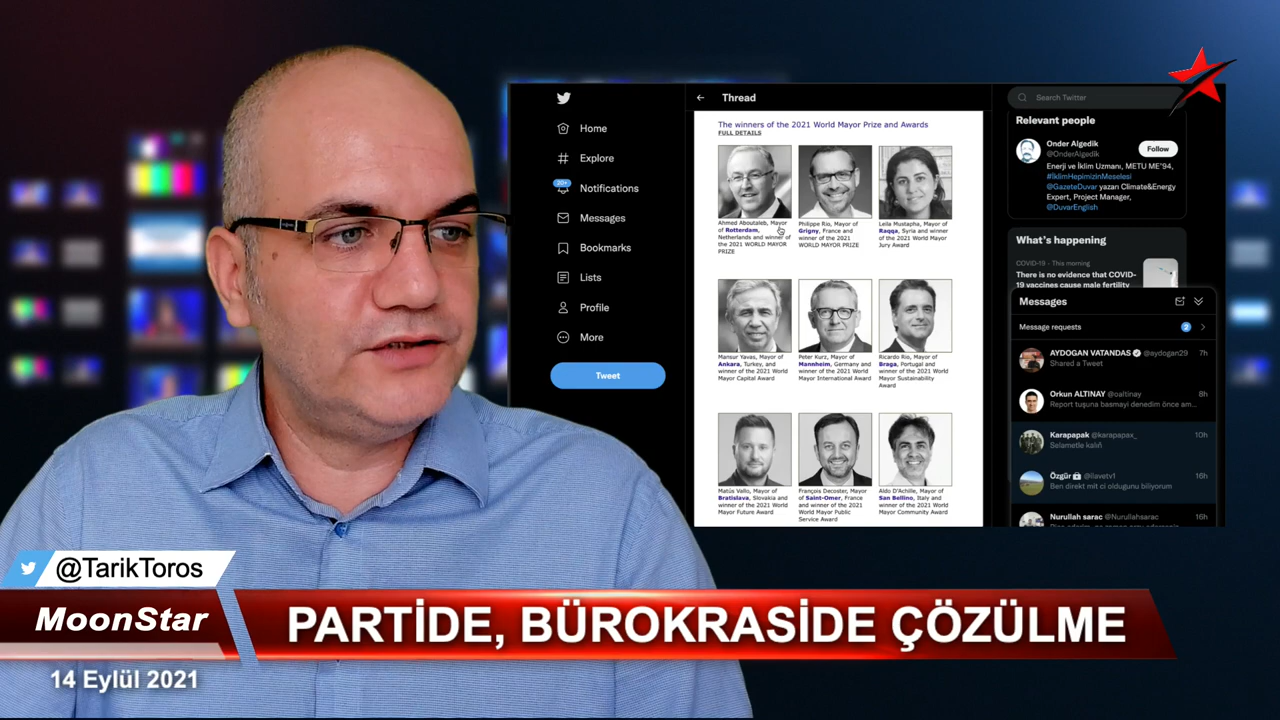 Home
Explore
20+
Notifications
Messages
Bookmarks
Lists
Profile
More
Tweet
Thread
The winners of the 2021 World Mayor Prize and Awards
FULL DETAILS
Ahmed Aboutaleb, Mayor
of Rotterdam,
Netherlands and winner of
the 2021 WORLD MAYOR
PRIZE
Philippe Rio, Mayor of
Grigny, France and
winner of the 2021
WORLD MAYOR PRIZE
Leila Mustapha, Mayor of
Raqqa, Syria and winner
of the 2021 World Mayor
Jury Award
Mansur Yavas, Mayor of
Ankara, Turkey, and
winner of the 2021 World
Mayor Capital Award
Peter Kurz, Mayor of
Mannheim, Germany and
winner of the 2021 World
Mayor International Award
Ricardo Rio, Mayor of
Braga, Portugal and
winner of the 2021 World
Mayor Sustainability
Award
Matús Vallo, Mayor of
Bratislava, Slovakia and
winner of the 2021 World
Mayor Future Award
François Decoster, Mayor
of Saint-Omer, France
and winner of the 2021
World Mayor Public
Service Award
Aldo D'Achille, Mayor of
San Bellino, Italy and
winner of the 2021 World
Mayor Community Award
Search Twitter
Relevant people
Onder Algedik
@OnderAlgedik
Follow
Enerji ve İklim Uzmanı, METU ME'94,
#İklimHepimizinMeselesi
@GazeteDuvar yazarı Climate&Energy
Expert, Project Manager,
@DuvarEnglish
What's happening
COVID-19 · This morning
There is no evidence that COVID-
19 vaccines cause male fertility
Messages
Message requests
2
AYDOGAN VATANDAS @aydogan29 7h
Shared a Tweet
Orkun ALTINAY @oaltinay 8h
Report tuşuna basmayi denedim önce am...
Karapapak @karapapax_ 10h
Selametle kalıñ
Özgür @ilavetv1 16h
Ben direkt mit ci oldugunu biliyorum
Nurullah sarac @Nurullahsarac 16h
@TarikToros
MoonStar
PARTİDE, BÜROKRASİDE ÇÖZÜLME
14 Eylül 2021